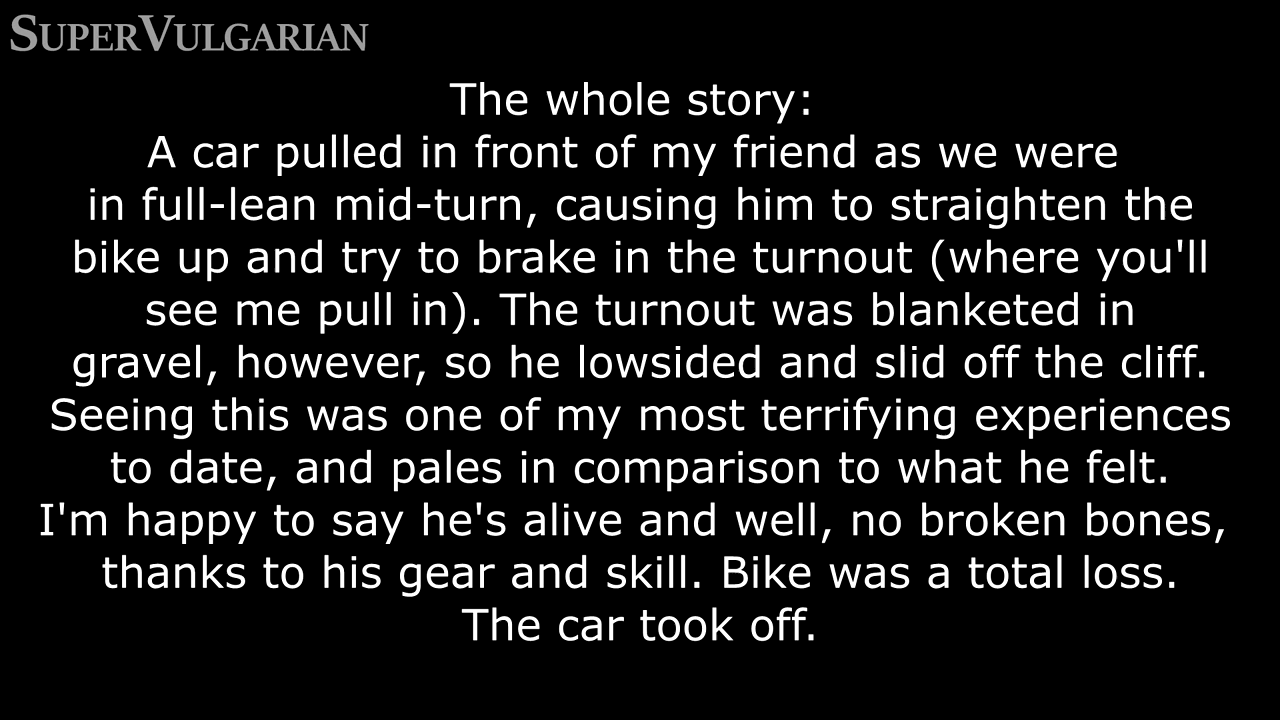 SuperVulgarian
The whole story:
A car pulled in front of my friend as we were
in full-lean mid-turn, causing him to straighten the
bike up and try to brake in the turnout (where you'll
see me pull in). The turnout was blanketed in
gravel, however, so he lowsided and slid off the cliff.
Seeing this was one of my most terrifying experiences
to date, and pales in comparison to what he felt.
I'm happy to say he's alive and well, no broken bones,
thanks to his gear and skill. Bike was a total loss.
The car took off.